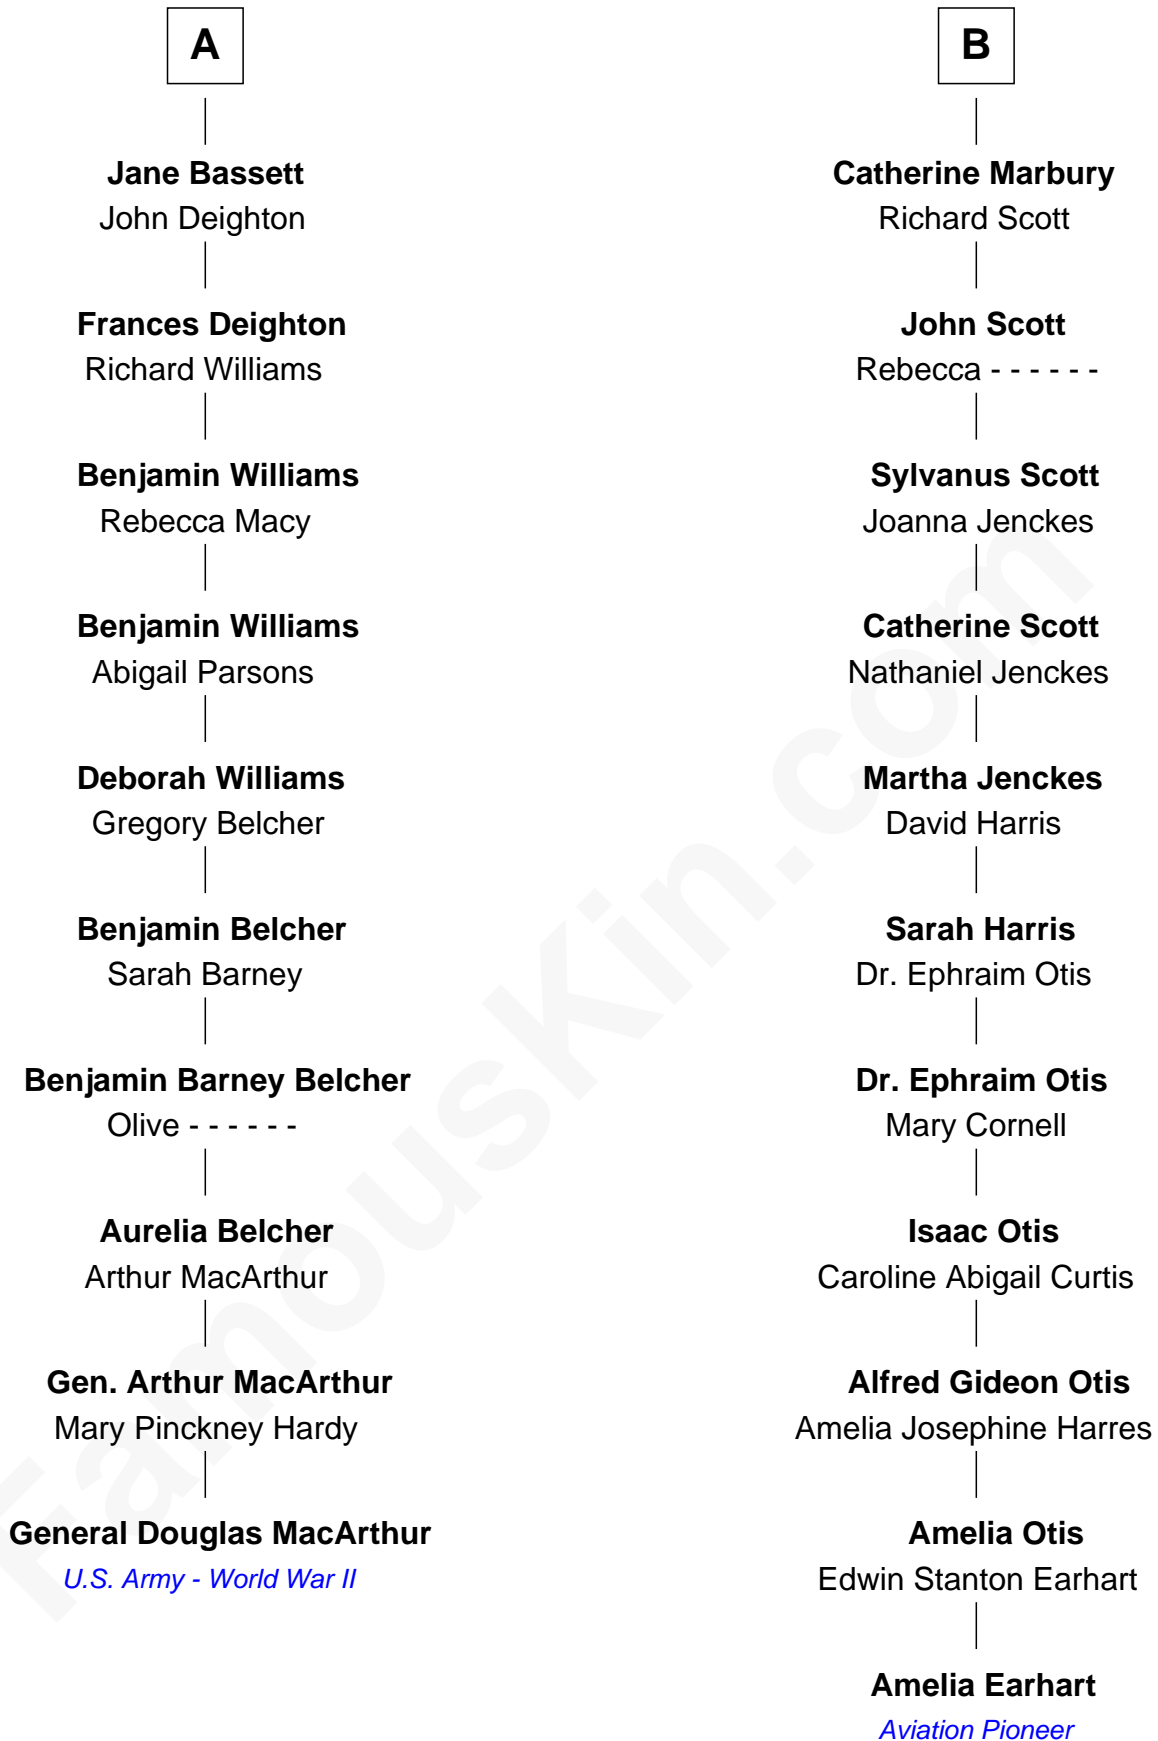 A
Jane Bassett
John Deighton
Frances Deighton
Richard Williams
Benjamin Williams
Rebecca Macy
Benjamin Williams
Abigail Parsons
Deborah Williams
Gregory Belcher
Benjamin Belcher
Sarah Barney
Benjamin Barney Belcher
Olive - - - - - -
Aurelia Belcher
Arthur MacArthur
Gen. Arthur MacArthur
Mary Pinckney Hardy
General Douglas MacArthur
U.S. Army - World War II
B
Catherine Marbury
Richard Scott
John Scott
Rebecca - - - - - -
Sylvanus Scott
Joanna Jenckes
Catherine Scott
Nathaniel Jenckes
Martha Jenckes
David Harris
Sarah Harris
Dr. Ephraim Otis
Dr. Ephraim Otis
Mary Cornell
Isaac Otis
Caroline Abigail Curtis
Alfred Gideon Otis
Amelia Josephine Harres
Amelia Otis
Edwin Stanton Earhart
Amelia Earhart
Aviation Pioneer
FamousKin.com